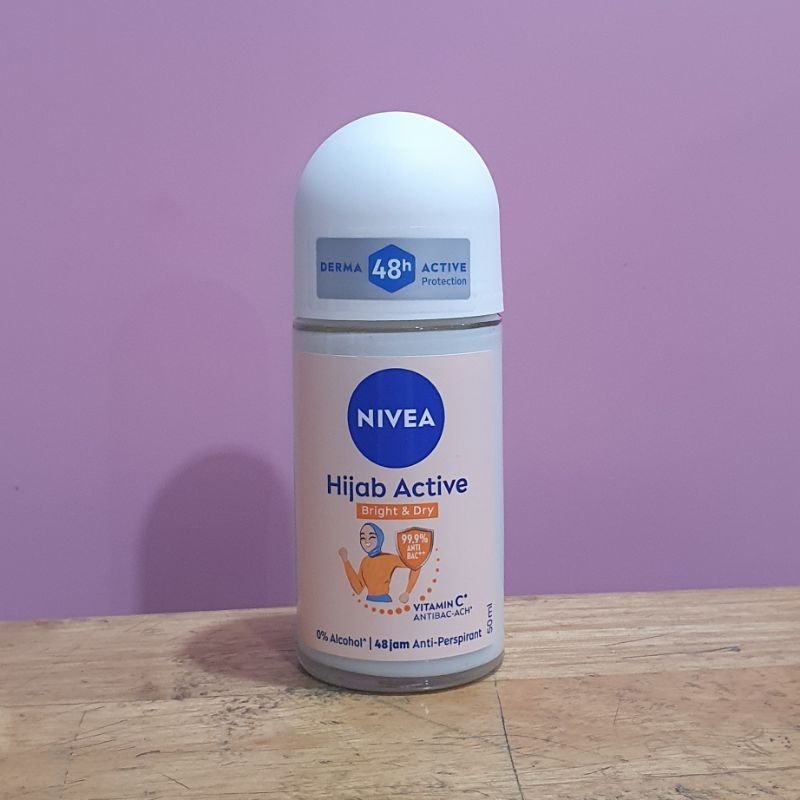 DERMA 48h ACTIVE
Protection
NIVEA
Hijab Active
Bright & Dry
99.9%
ANTI
BAC**
VITAMIN C*
ANTIBAC-ACH*
50 ml
0% Alcohol* | 48jam Anti-Perspirant